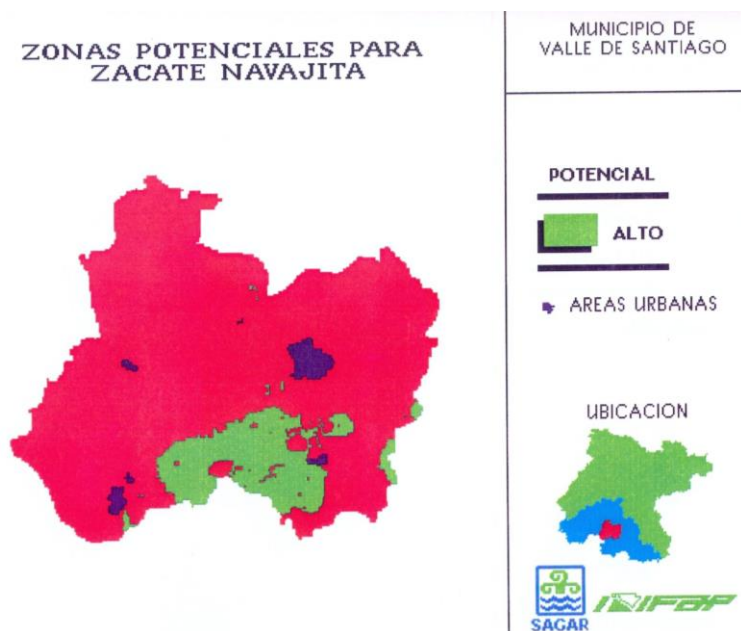 ZONAS POTENCIALES PARA
ZACATE NAVAJITA
MUNICIPIO DE
VALLE DE SANTIAGO
POTENCIAL
ALTO
AREAS URBANAS
UBICACION
SAGAR
INIFAP